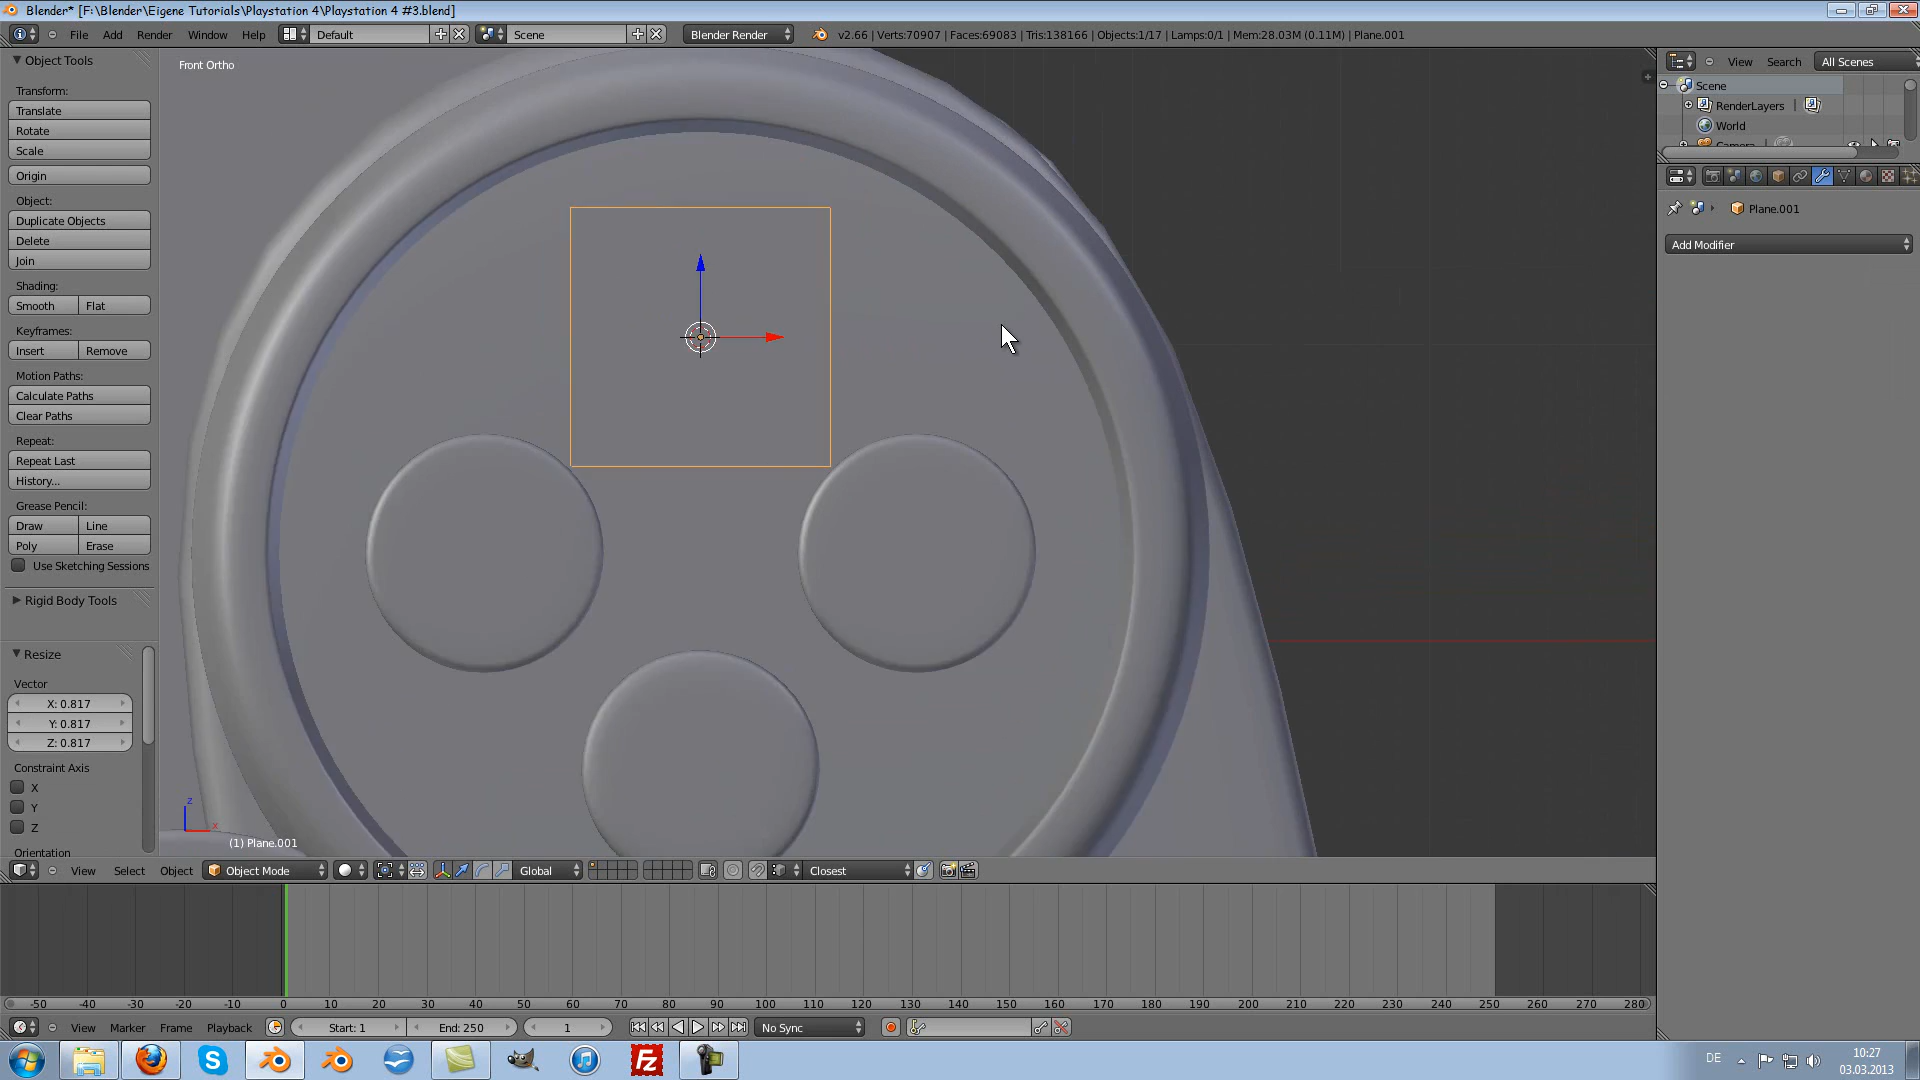 Blender* [F:\Blender\Eigene Tutorials\Playstation 4\Playstation 4 #3.blend]
File Add Render Window Help Default Scene Blender Render v2.66 | Verts:70907 | Faces:69083 | Tris:138166 | Objects:1/17 | Lamps:0/1 | Mem:28.03M (0.11M) | Plane.001
Object Tools
Transform:
Translate
Rotate
Scale
Origin
Object:
Duplicate Objects
Delete
Join
Shading:
Smooth Flat
Keyframes:
Insert Remove
Motion Paths:
Calculate Paths
Clear Paths
Repeat:
Repeat Last
History...
Grease Pencil:
Draw Line
Poly Erase
Use Sketching Sessions
Rigid Body Tools
Resize
Vector
X: 0.817
Y: 0.817
Z: 0.817
Constraint Axis
X
Y
Z
Orientation
Front Ortho
z
x
(1) Plane.001
View Search All Scenes
Scene
RenderLayers
World
Camera
Plane.001
Add Modifier
View Select Object Object Mode Global Closest
-50 -40 -30 -20 -10 0 10 20 30 40 50 60 70 80 90 100 110 120 130 140 150 160 170 180 190 200 210 220 230 240 250 260 270 280
View Marker Frame Playback Start: 1 End: 250 1 No Sync
DE
10:27
03.03.2013